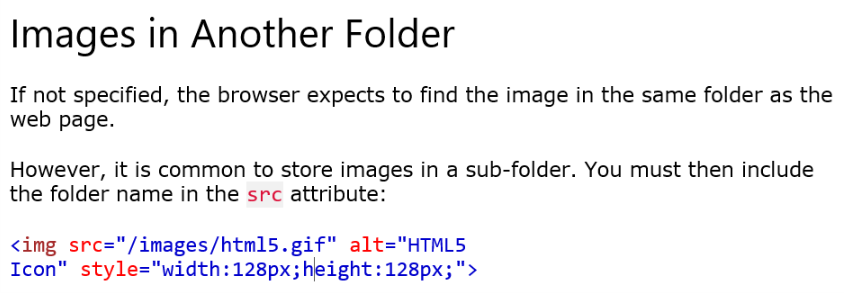 Images in Another Folder
If not specified, the browser expects to find the image in the same folder as the
web page.
However, it is common to store images in a sub-folder. You must then include
the folder name in the src attribute:
<img src="/images/html5.gif" alt="HTML5
Icon" style="width:128px;height:128px;">